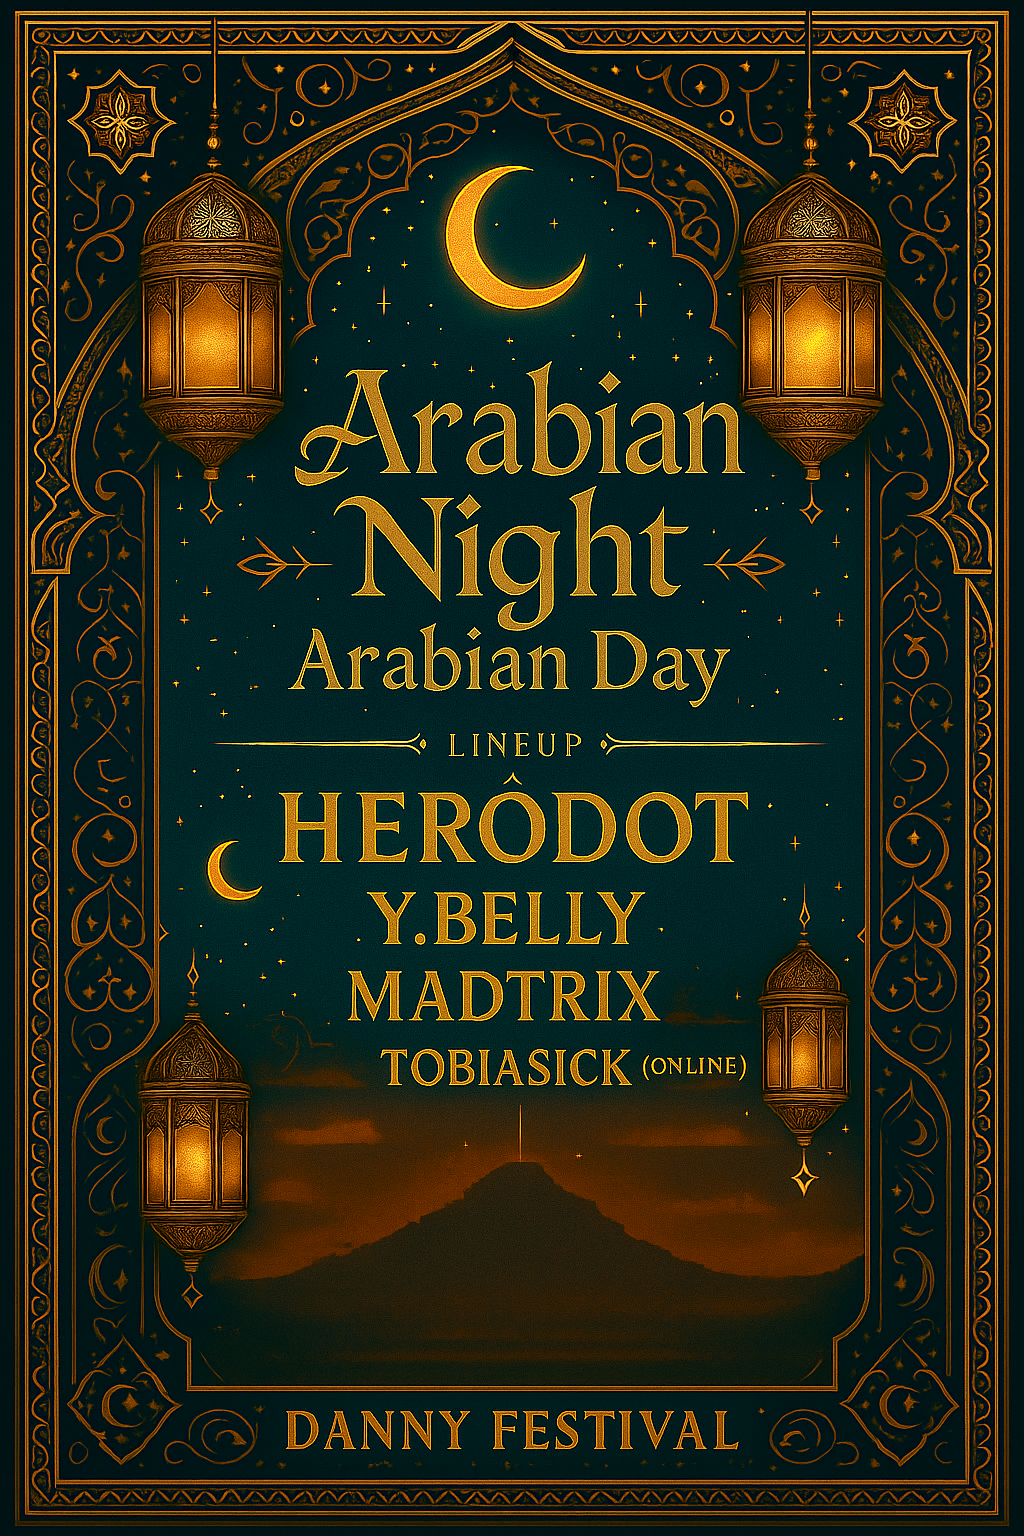 Arabian
Night
Arabian Day
LINEUP
HERÔDOT
Y.BELLY
MADTRIX
TOBIASICK (ONLINE)
DANNY FESTIVAL